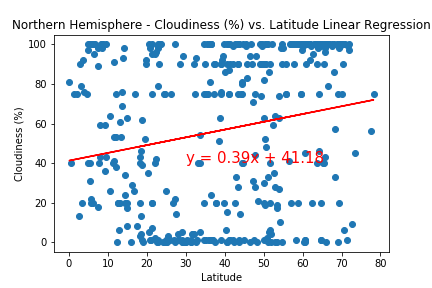 Northern Hemisphere - Cloudiness (%) vs. Latitude Linear Regression
100
80
60
40
20
0
Cloudiness (%)
y = 0.39x + 41.18
0 10 20 30 40 50 60 70 80
Latitude